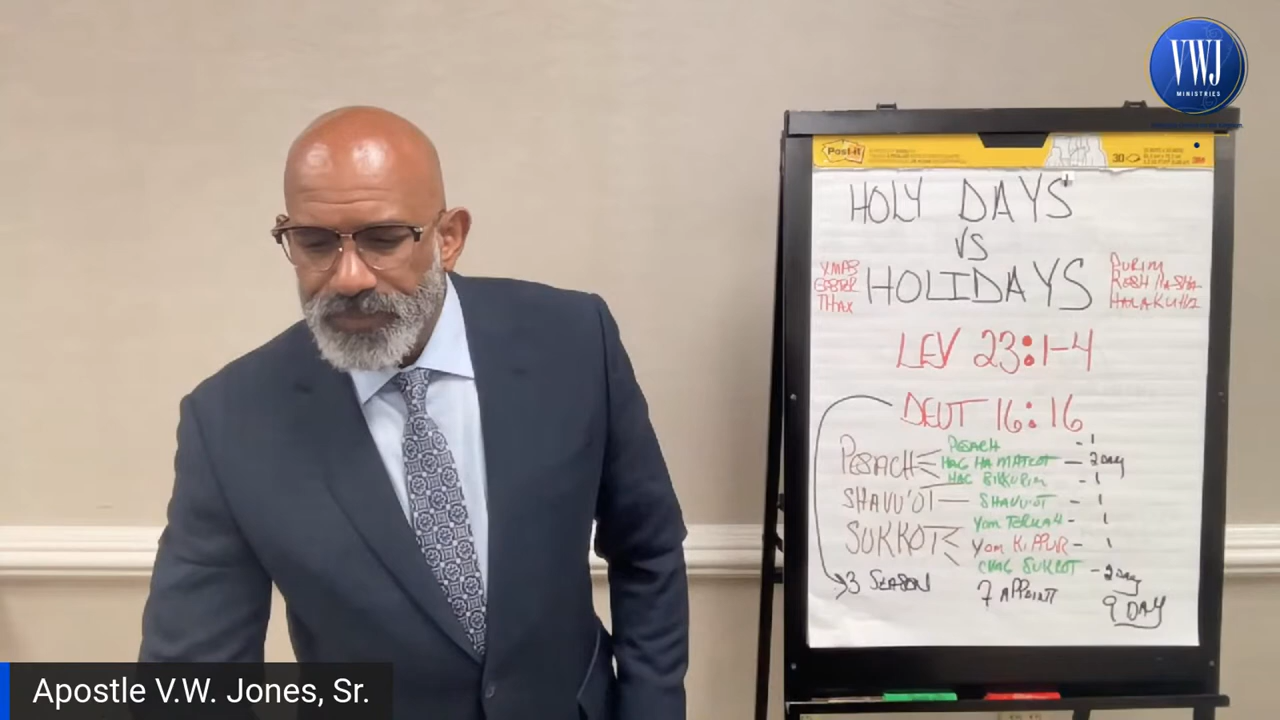 VWJ
MINISTRIES
Post-it
30
3M
HOLY DAYS
VS
HOLIDAYS
XMAS
EASTER
THAX
PURIM
ROSH HA SHA
HANAKUHA
LEV 23:1-4
DEUT 16:16
PESACH
PESACH - 1
HAG HA MATZOT - 2 DAY
HAG BIKKURIM - 1
SHAVU'OT - SHAVU'OT - 1
SUKKOT
YOM TERUAH - 1
YOM KIPPUR - 1
CHAG SUKKOT - 2 DAY
3 SEASON
7 APPOINT
9 DAY
Apostle V.W. Jones, Sr.